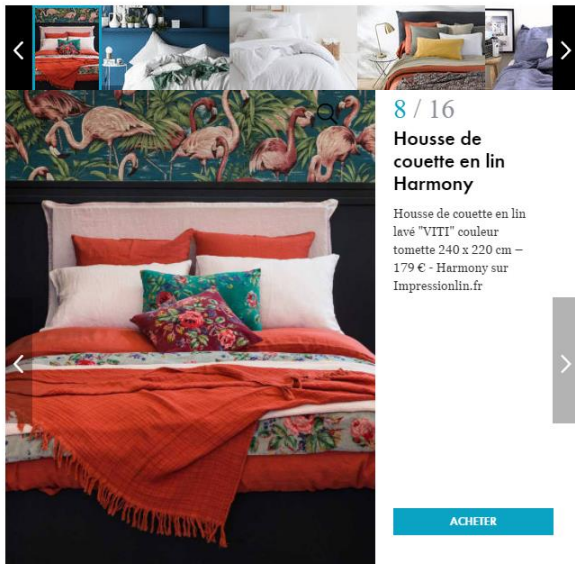 8 / 16
Housse de
couette en lin
Harmony
Housse de couette en lin
lavé "VITI" couleur
tomette 240 x 220 cm –
179 € - Harmony sur
Impressionlin.fr
ACHETER